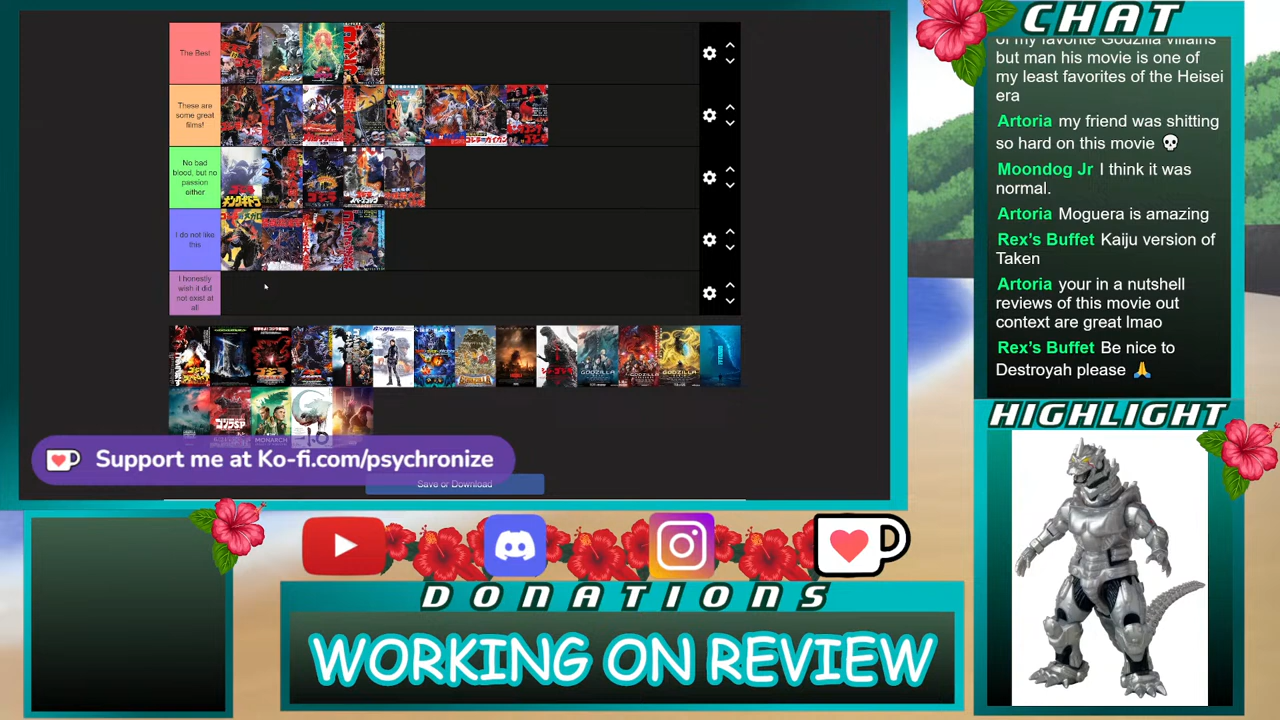 The Best
These are
some great
films!
No bad
blood, but no
passion
either
I do not like
this
I honestly
wish it did
not exist at
all
Save or Download
Support me at Ko-fi.com/psychronize
CHAT
of my favorite Godzilla villains
but man his movie is one of
my least favorites of the Heisei
era
Artoria my friend was shitting
so hard on this movie 💀
Moondog Jr I think it was
normal.
Artoria Moguera is amazing
Rex's Buffet Kaiju version of
Taken
Artoria your in a nutshell
reviews of this movie out
context are great lmao
Rex's Buffet Be nice to
Destroyah please 🙏
HIGHLIGHT
DONATIONS
WORKING ON REVIEW